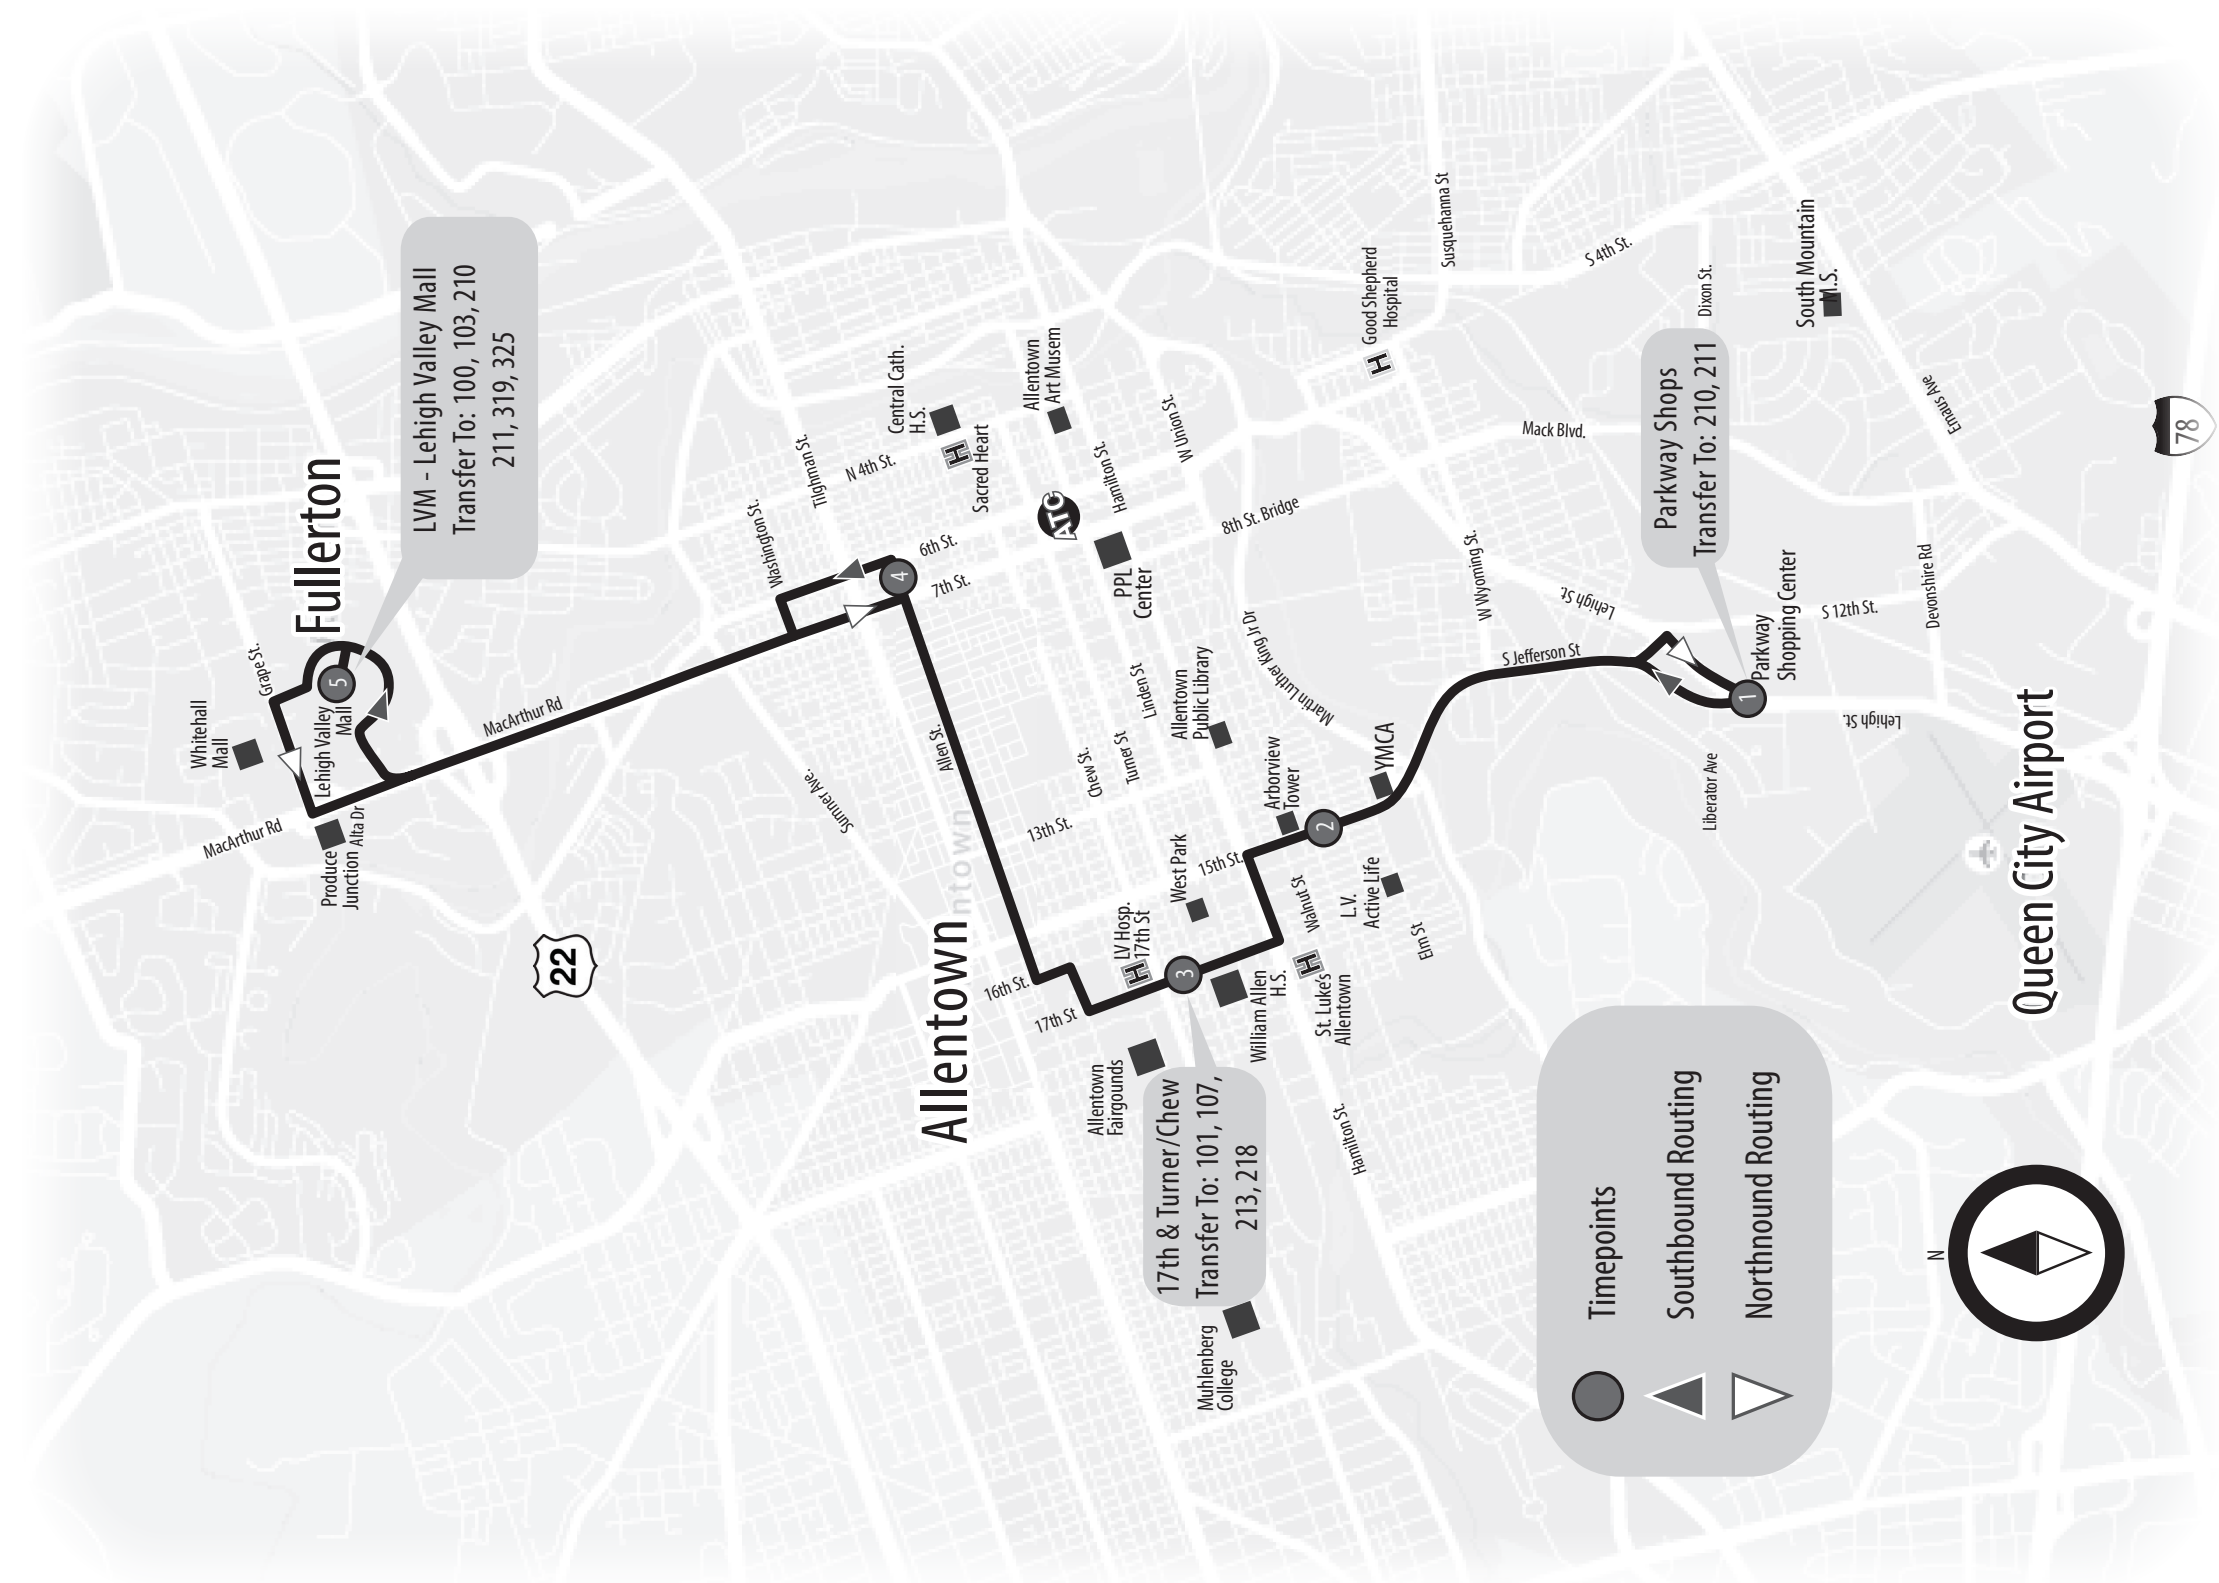 Fullerton
LVM - Lehigh Valley Mall
Transfer To: 100, 103, 210
211, 319, 325
Grape St.
Whitehall
Mall
5
Lehigh Valley
Mall
MacArthur Rd
Produce
Junction
Alta Dr
MacArthur Rd
22
Washington St.
Tilghman St.
N 4th St.
Central Cath.
H.S.
Sacred Heart
Allentown
Art Musem
6th St.
7th St.
4
ATC
Hamilton St.
W Union St.
PPL
Center
8th St. Bridge
Good Shepherd
Hospital
Susquehanna St
S 4th St.
Dixon St.
South Mountain
M.S.
Mack Blvd.
Emaus Ave
78
Allentown
ntown
Sumner Ave.
Allen St.
Linden St
Turner St
Chew St.
13th St.
Allentown
Public Library
Martin Luther King Jr Dr
W Wyoming St.
Lehigh St.
Parkway Shops
Transfer To: 210, 211
Parkway
Shopping Center
S 12th St.
Devonshire Rd
S Jefferson St
1
Lehigh St.
Liberator Ave
Queen City Airport
Arborview
Tower
YMCA
2
15th St.
West Park
Walnut St
L.V.
Active Life
Elm St
16th St.
17th St
LV Hosp.
17th St
3
William Allen
H.S.
St. Luke's
Allentown
Allentown
Fairgounds
17th & Turner/Chew
Transfer To: 101, 107,
213, 218
Hamilton St.
Muhlenberg
College
Timepoints
Southbound Routing
Northnound Routing
N
H
H
H
H